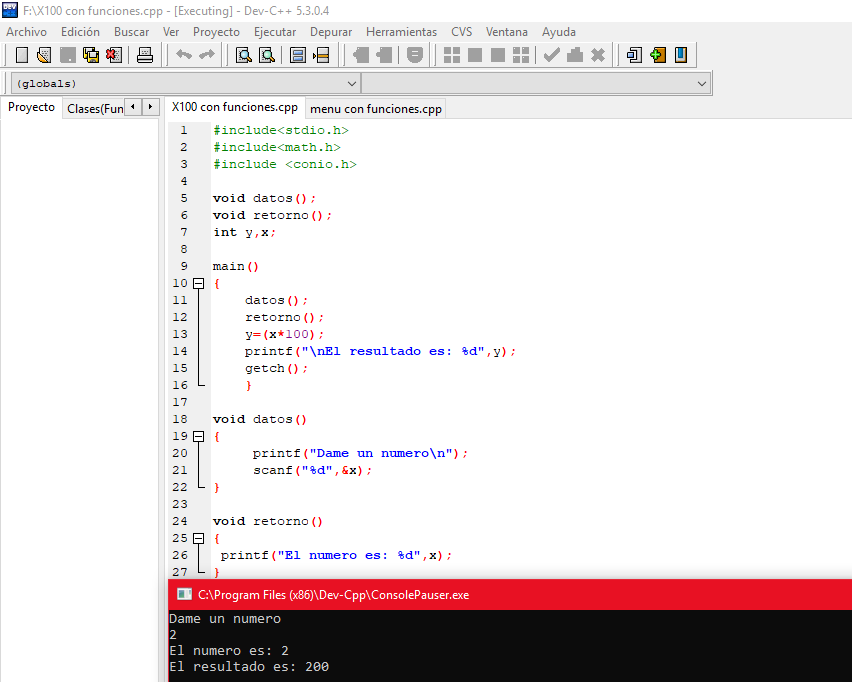 F:\X100 con funciones.cpp - [Executing] - Dev-C++ 5.3.0.4
Archivo Edición Buscar Ver Proyecto Ejecutar Depurar Herramientas CVS Ventana Ayuda
(globals)
Proyecto Clases(Fun X100 con funciones.cpp menu con funciones.cpp
1 #include<stdio.h>
2 #include<math.h>
3 #include <conio.h>
4
5 void datos();
6 void retorno();
7 int y,x;
8
9 main()
10 {
11 datos();
12 retorno();
13 y=(x*100);
14 printf("\nEl resultado es: %d",y);
15 getch();
16 }
17
18 void datos()
19 {
20 printf("Dame un numero\n");
21 scanf("%d",&x);
22 }
23
24 void retorno()
25 {
26 printf("El numero es: %d",x);
27 }
C:\Program Files (x86)\Dev-Cpp\ConsolePauser.exe
Dame un numero
2
El numero es: 2
El resultado es: 200